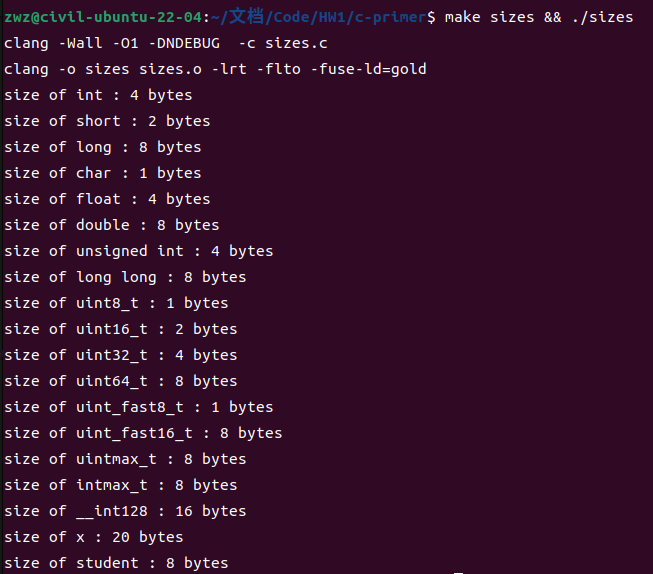 zwz@civil-ubuntu-22-04:~/文档/Code/HW1/c-primer$ make sizes && ./sizes
clang -Wall -O1 -DNDEBUG  -c sizes.c
clang -o sizes sizes.o -lrt -flto -fuse-ld=gold
size of int : 4 bytes
size of short : 2 bytes
size of long : 8 bytes
size of char : 1 bytes
size of float : 4 bytes
size of double : 8 bytes
size of unsigned int : 4 bytes
size of long long : 8 bytes
size of uint8_t : 1 bytes
size of uint16_t : 2 bytes
size of uint32_t : 4 bytes
size of uint64_t : 8 bytes
size of uint_fast8_t : 1 bytes
size of uint_fast16_t : 8 bytes
size of uintmax_t : 8 bytes
size of intmax_t : 8 bytes
size of __int128 : 16 bytes
size of x : 20 bytes
size of student : 8 bytes